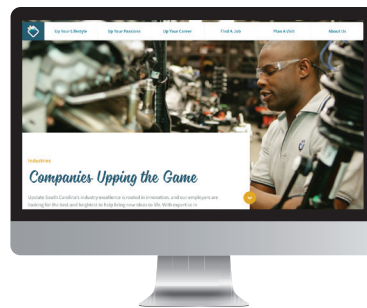 Up Your Lifestyle Up Your Passions Up Your Career Find A Job Plan A Visit About Us
Industries
Companies Upping the Game
Upstate South Carolina's industry excellence is rooted in innovation, and our employers are
looking for the best and brightest to help bring new ideas to life. With expertise in